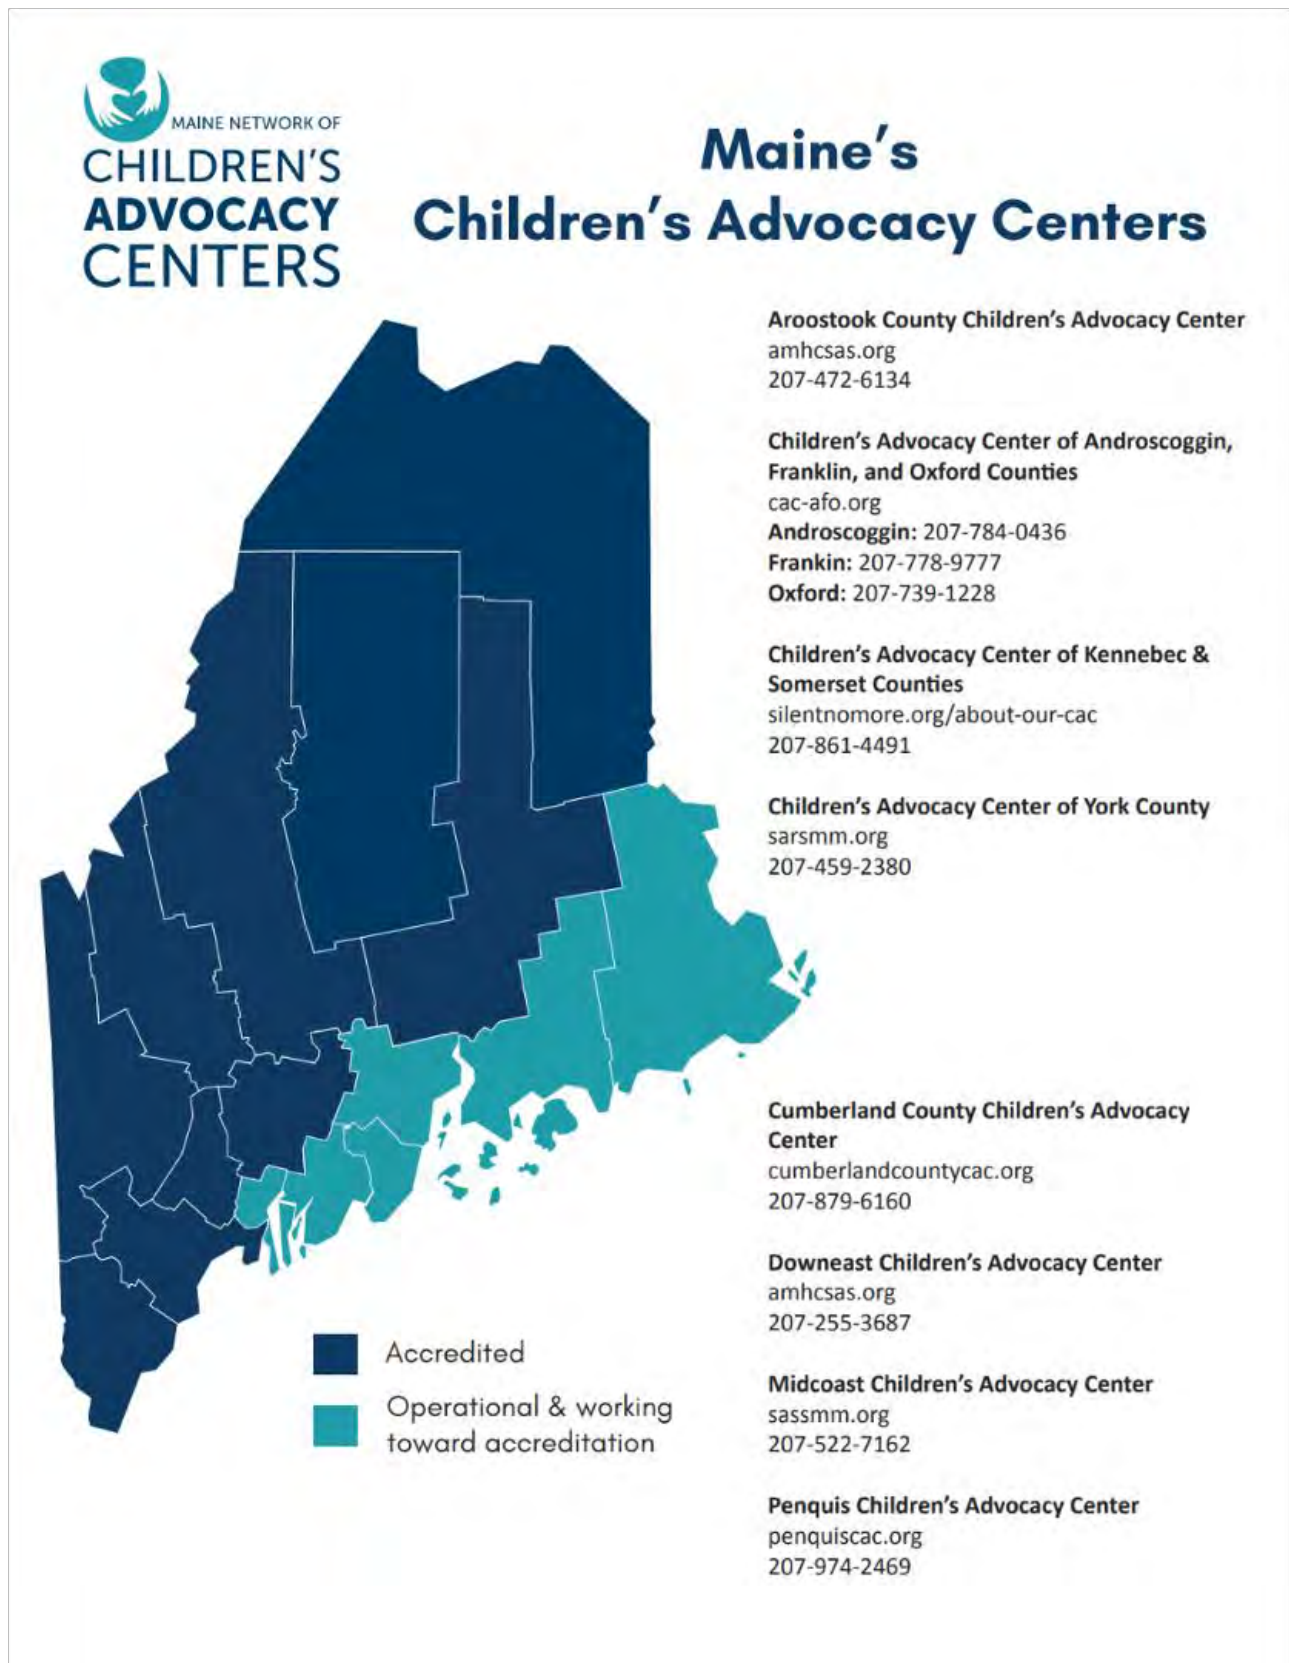 MAINE NETWORK OF
CHILDREN'S
ADVOCACY
CENTERS
Maine's
Children's Advocacy Centers
Aroostook County Children's Advocacy Center
amhcsas.org
207-472-6134
Children's Advocacy Center of Androscoggin,
Franklin, and Oxford Counties
cac-afo.org
Androscoggin: 207-784-0436
Frankin: 207-778-9777
Oxford: 207-739-1228
Children's Advocacy Center of Kennebec &
Somerset Counties
silentnomore.org/about-our-cac
207-861-4491
Children's Advocacy Center of York County
sarsmm.org
207-459-2380
Cumberland County Children's Advocacy
Center
cumberlandcountycac.org
207-879-6160
Downeast Children's Advocacy Center
amhcsas.org
207-255-3687
Midcoast Children's Advocacy Center
sassmm.org
207-522-7162
Penquis Children's Advocacy Center
penquiscac.org
207-974-2469
Accredited
Operational & working
toward accreditation